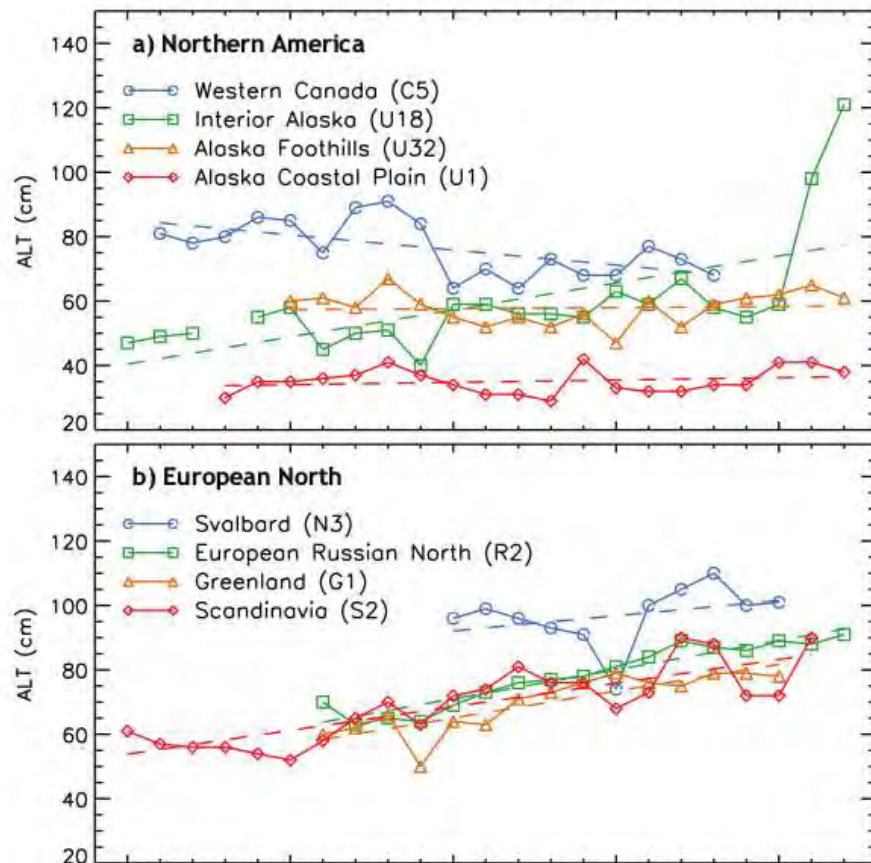 a) Northern America
Western Canada (C5)
Interior Alaska (U18)
Alaska Foothills (U32)
Alaska Coastal Plain (U1)
ALT (cm)
140
120
100
80
60
40
20
b) European North
Svalbard (N3)
European Russian North (R2)
Greenland (G1)
Scandinavia (S2)
ALT (cm)
140
120
100
80
60
40
20